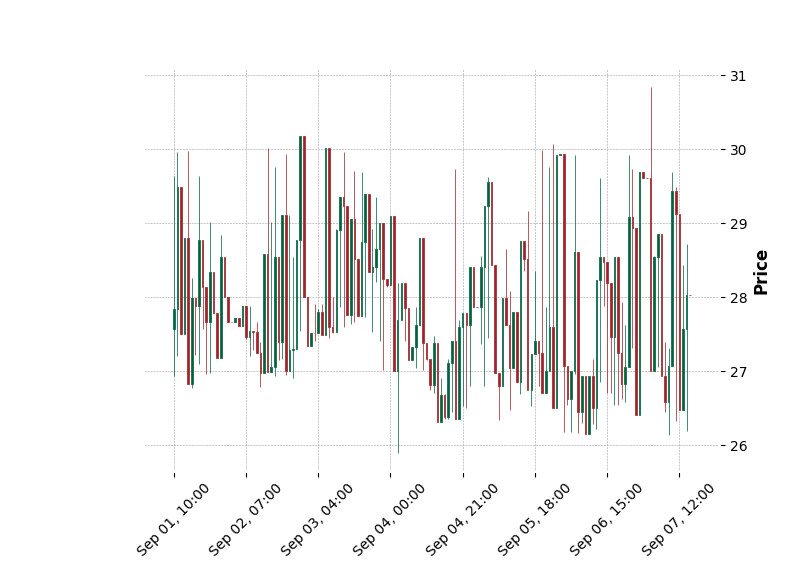 31
30
29
28
27
26
Price
Sep 01, 10:00
Sep 02, 07:00
Sep 03, 04:00
Sep 04, 00:00
Sep 04, 21:00
Sep 05, 18:00
Sep 06, 15:00
Sep 07, 12:00